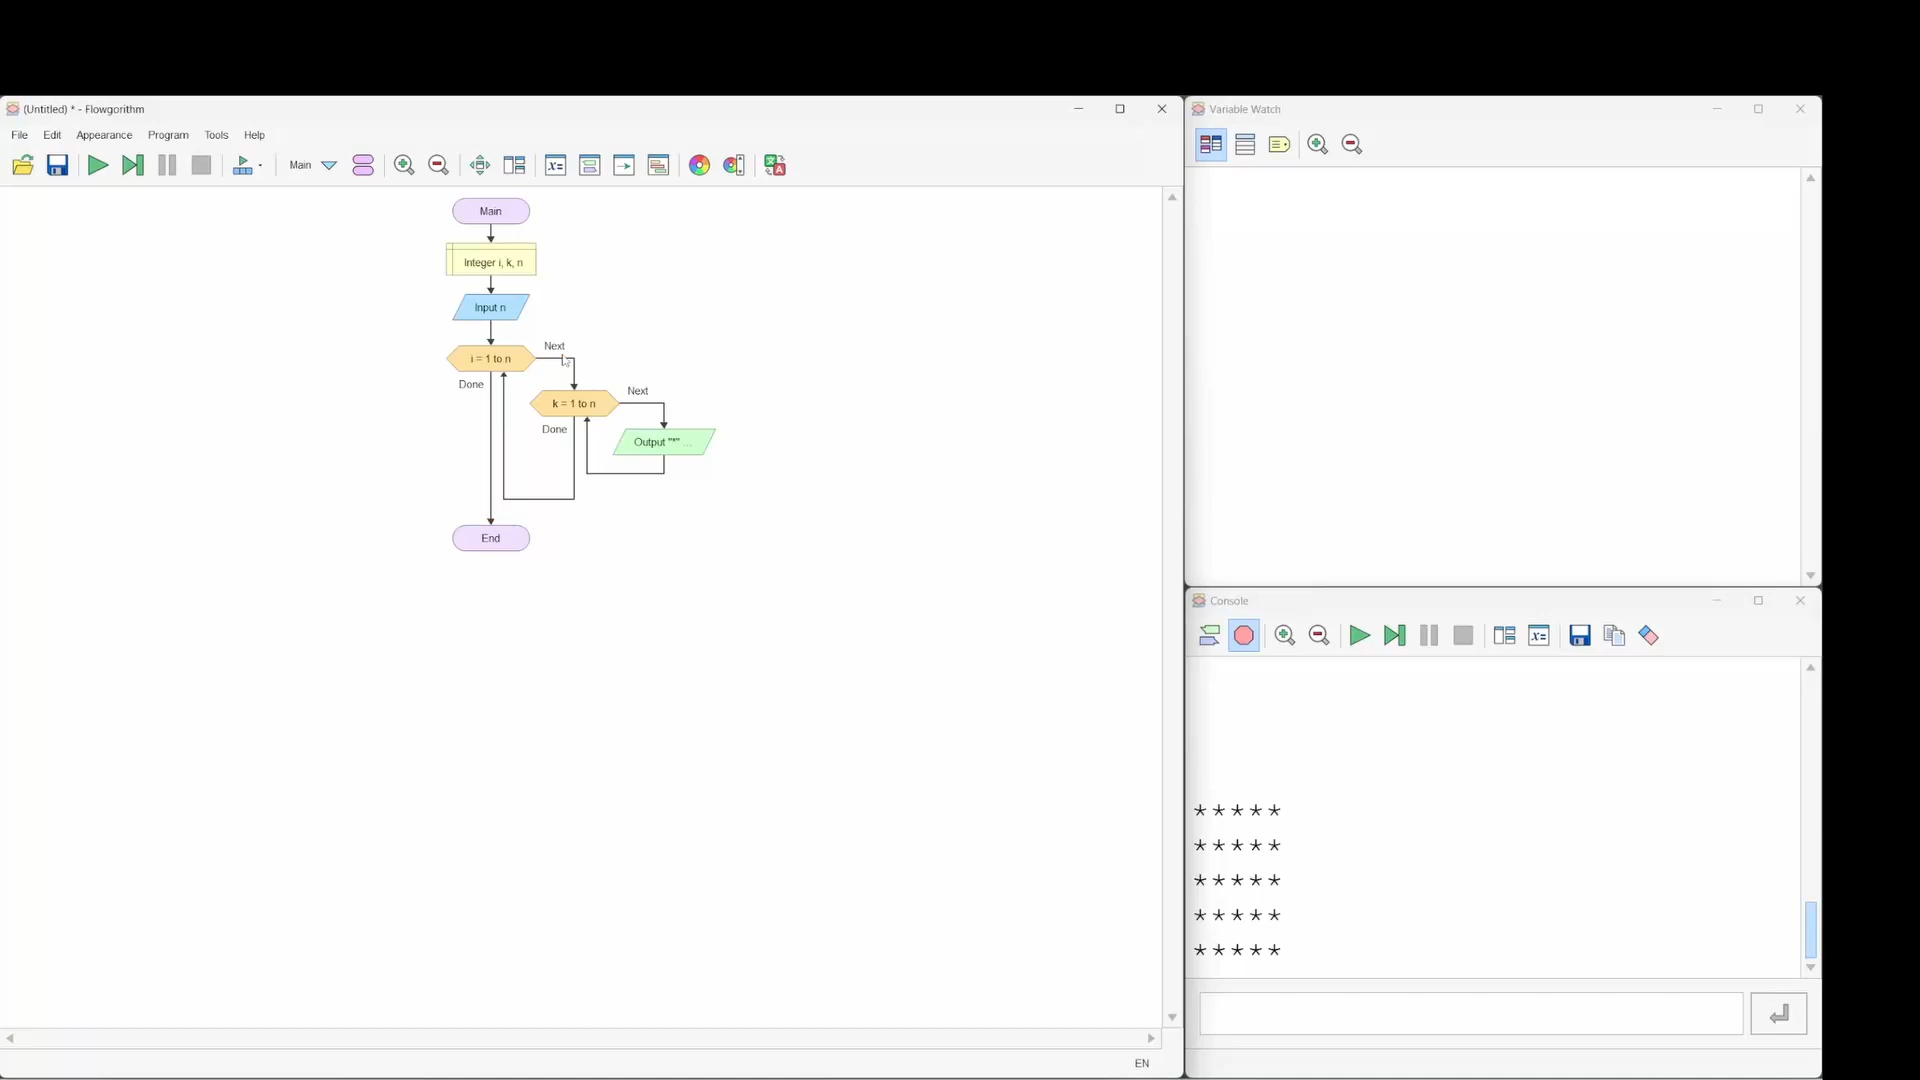 (Untitled) * - Flowgorithm
File Edit Appearance Program Tools Help
Main
Main
Integer i, k, n
Input n
i = 1 to n
Next
Done
k = 1 to n
Next
Done
Output "*" ...
End
EN
Variable Watch
Console
* * * * *
* * * * *
* * * * *
* * * * *
* * * * *